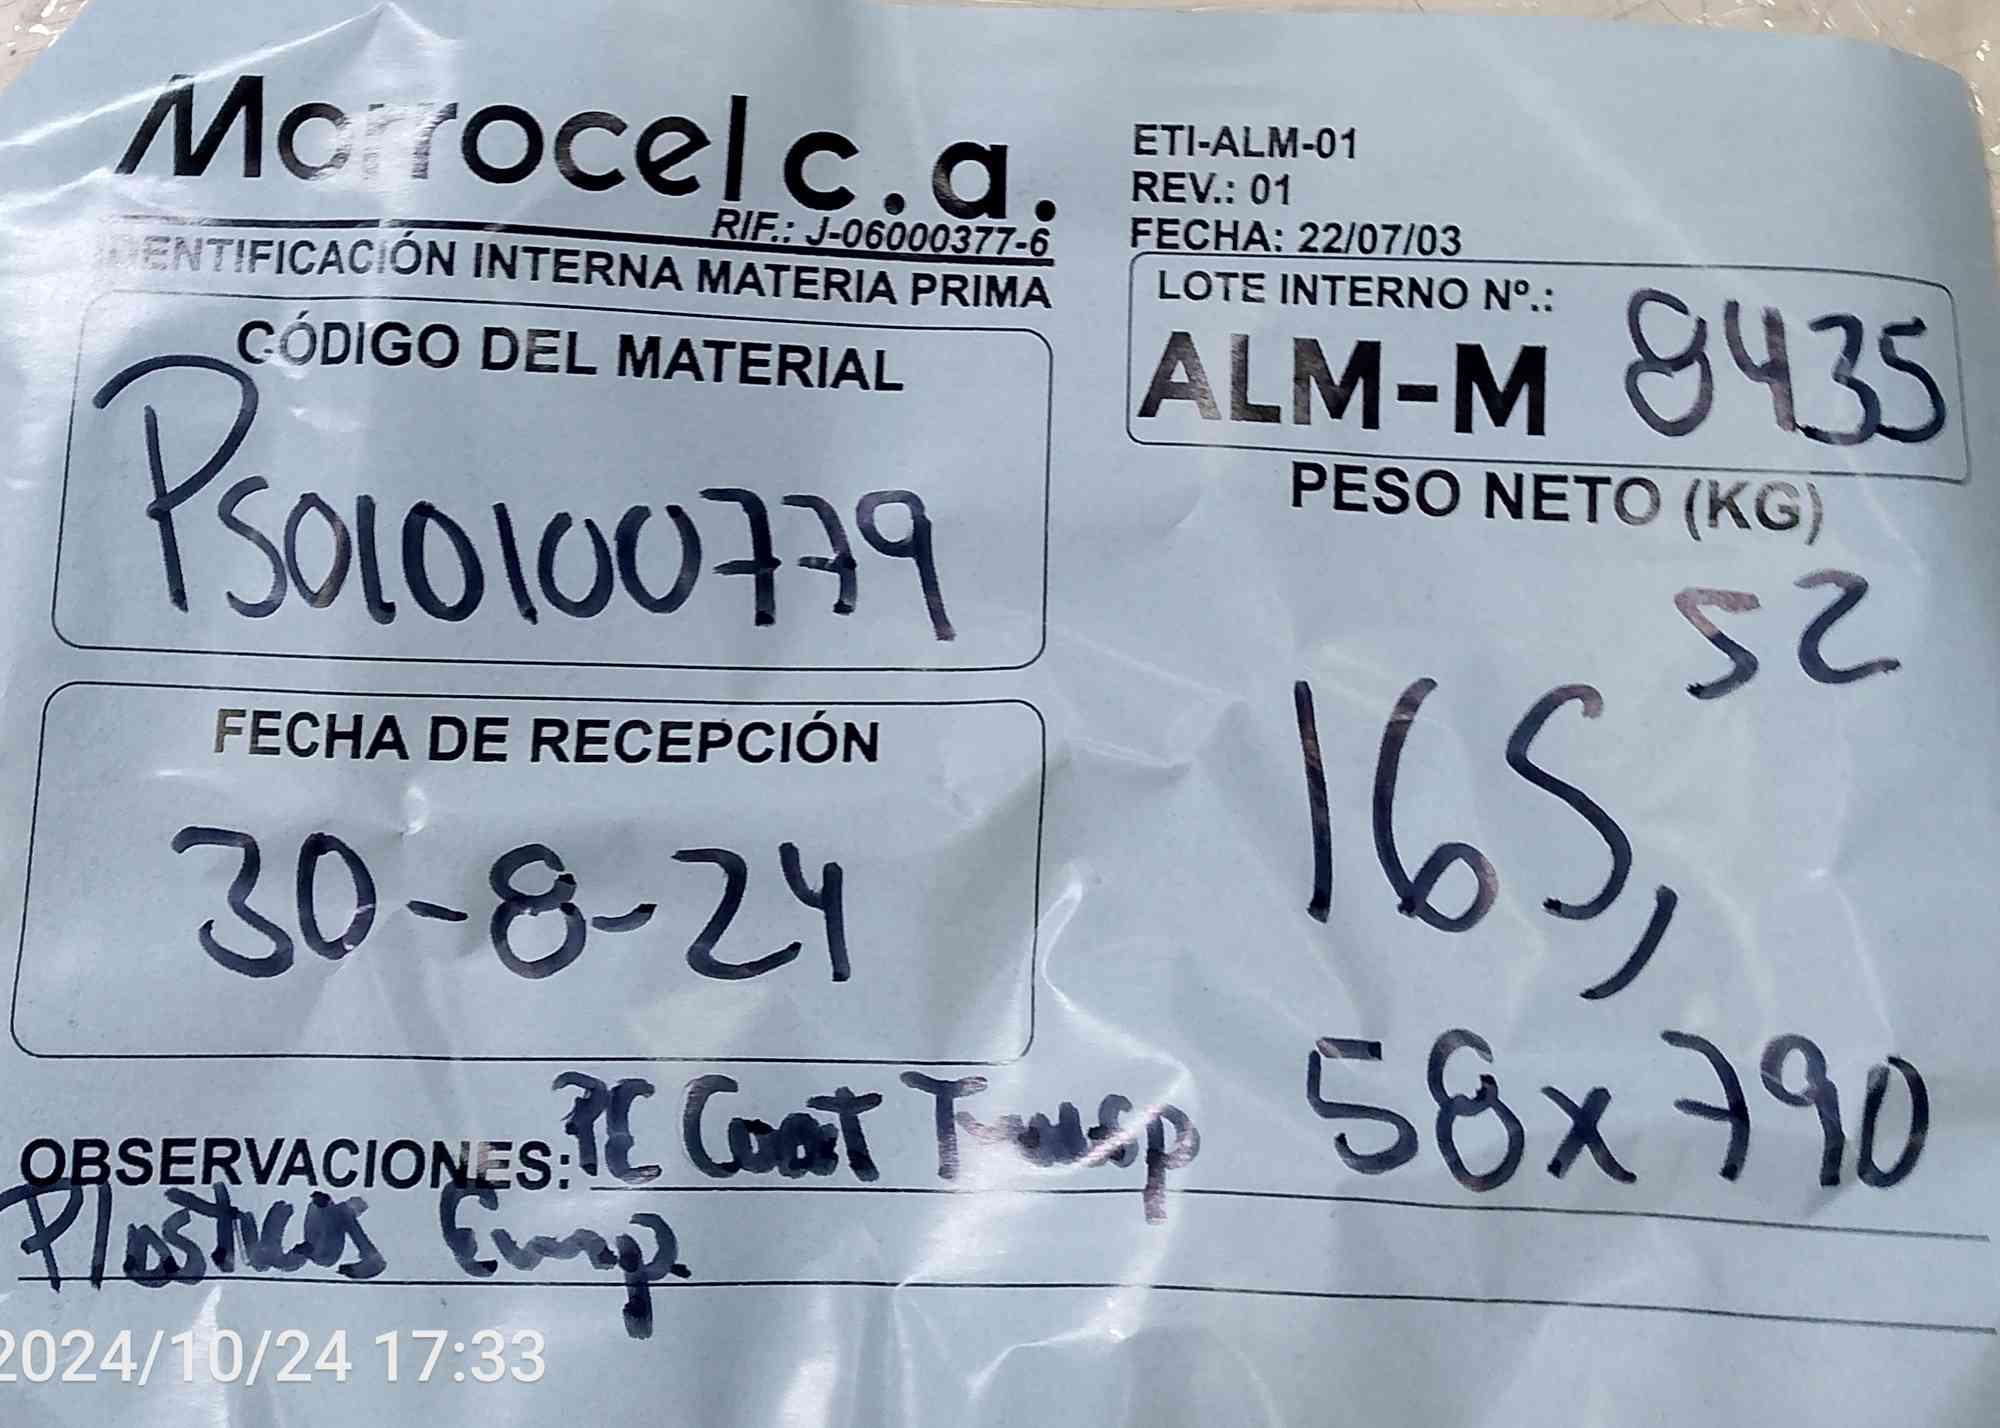 Morrocel c.a.
RIF.: J-06000377-6
IDENTIFICACIÓN INTERNA MATERIA PRIMA
ETI-ALM-01
REV.: 01
FECHA: 22/07/03
LOTE INTERNO Nº.:
ALM-M 8435
CÓDIGO DEL MATERIAL
PS010100779
PESO NETO (KG)
165,52
FECHA DE RECEPCIÓN
30-8-24
58x790
OBSERVACIONES: PE Coat Transp
Plasticos Emp
2024/10/24 17:33